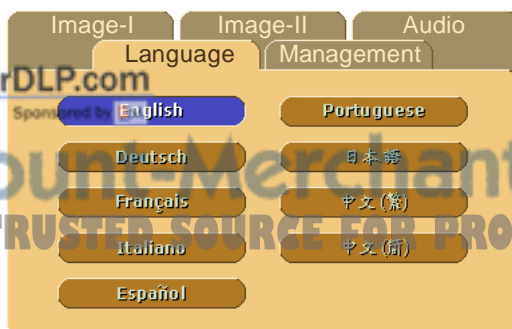 Image-I Image-II Audio
Language Management
rDLP.com
Sponsored by
English Portuguese
Deutsch 日本語
ount-Merchant
Français 中文(繁)
TRUSTED SOURCE FOR PRO
Italiano 中文(简)
Español